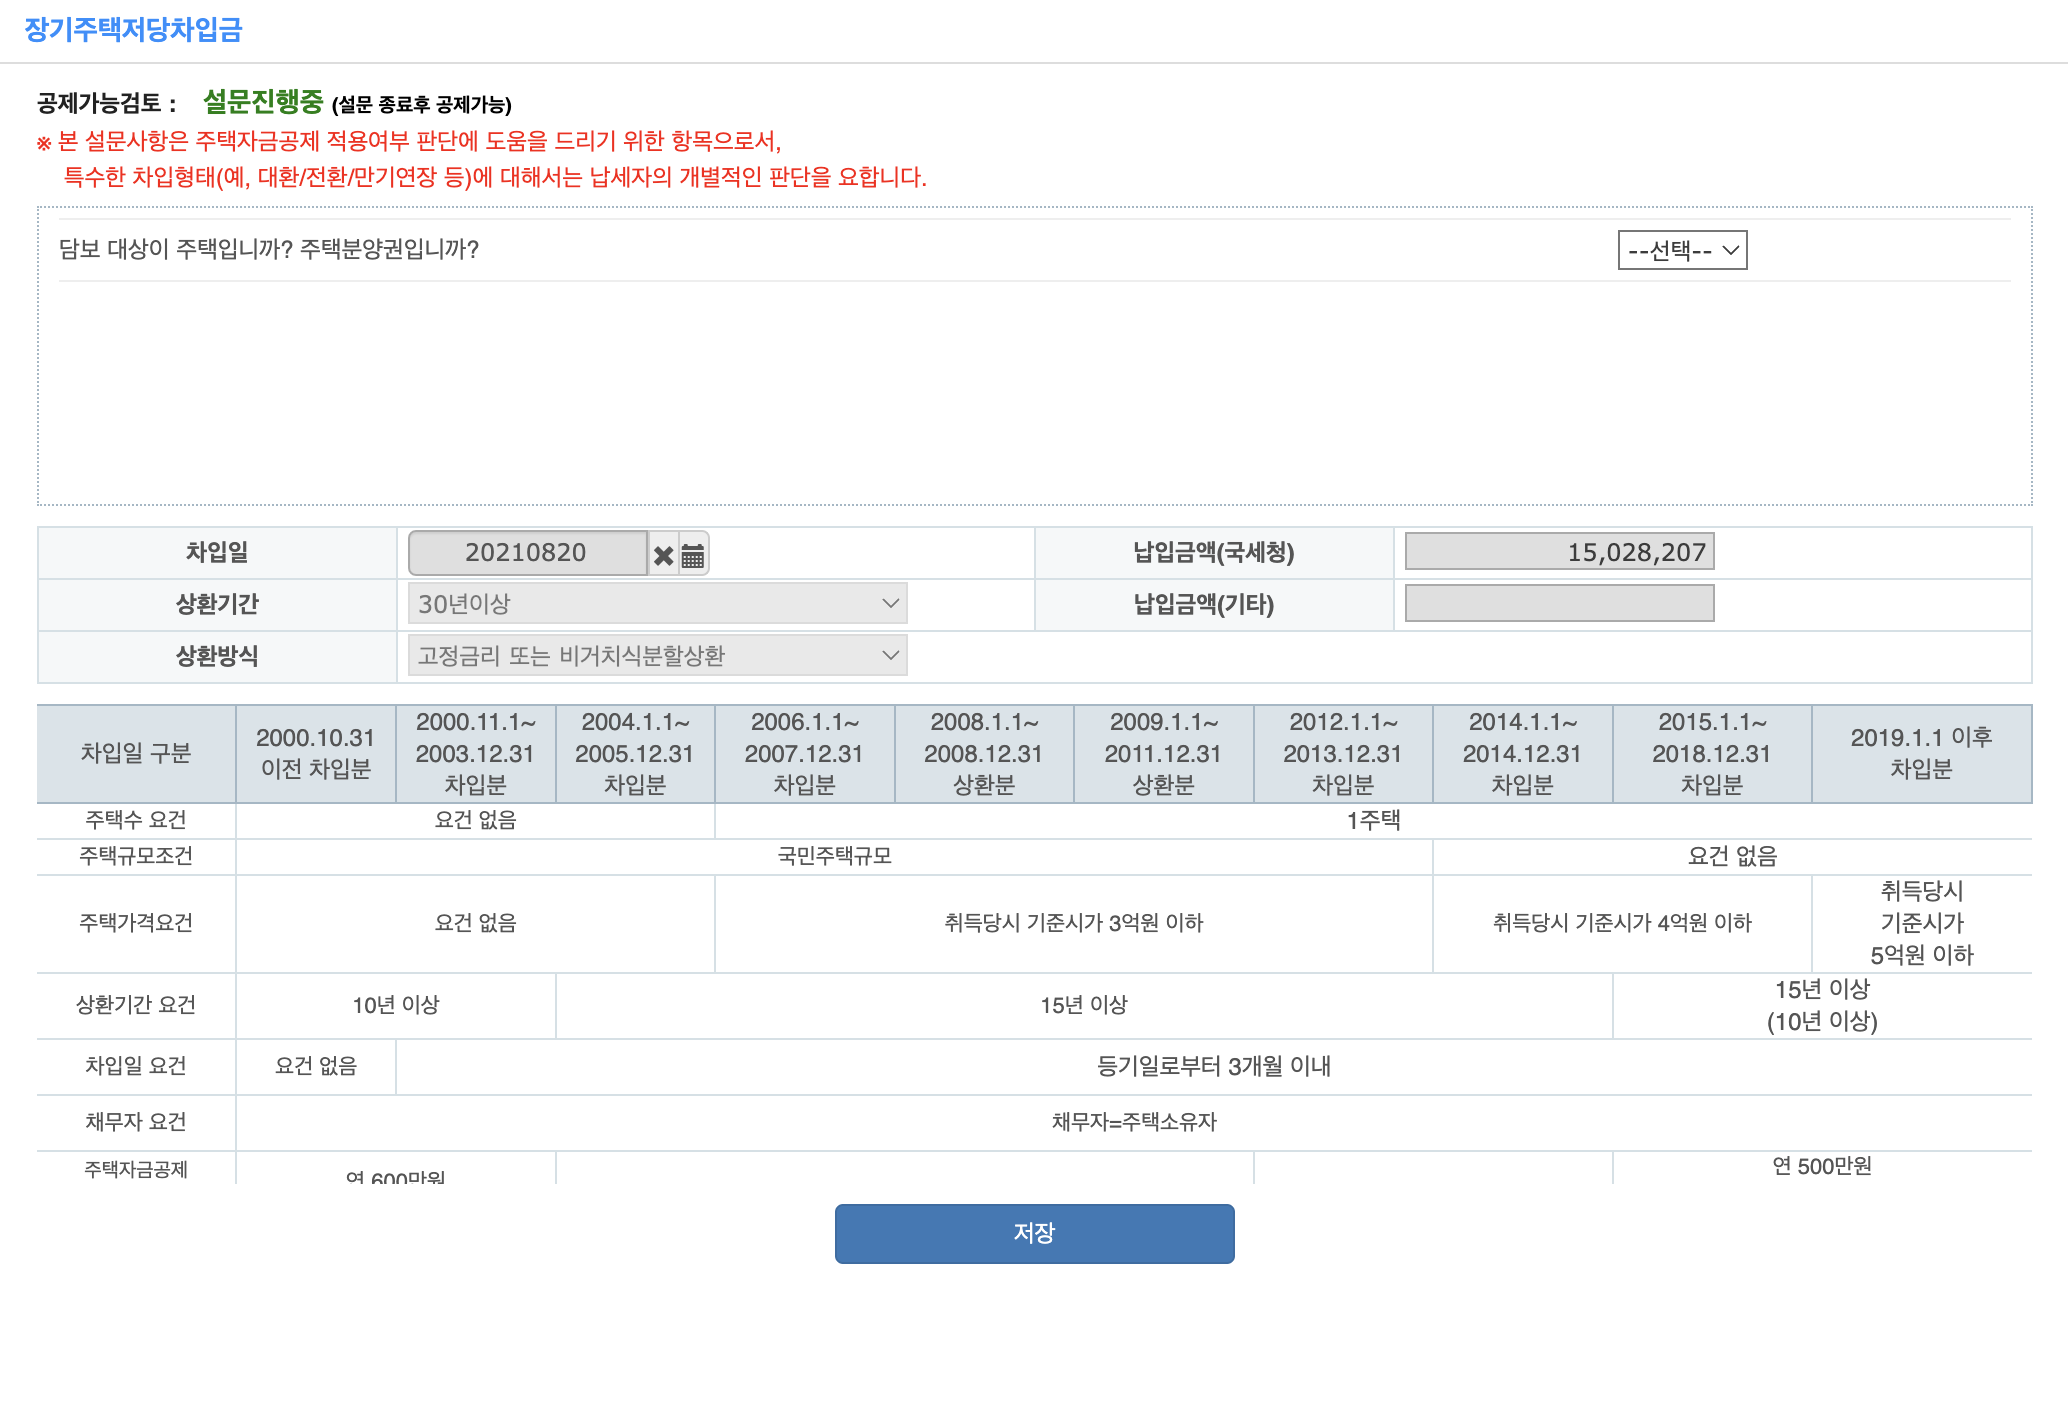 장기주택저당차입금
공제가능검토 : 설문진행중 (설문 종료후 공제가능)
※ 본 설문사항은 주택자금공제 적용여부 판단에 도움을 드리기 위한 항목으로서,
특수한 차입형태(예, 대환/전환/만기연장 등)에 대해서는 납세자의 개별적인 판단을 요합니다.
담보 대상이 주택입니까? 주택분양권입니까? --선택--
차입일 20210820 납입금액(국세청) 15,028,207
상환기간 30년이상 납입금액(기타)
상환방식 고정금리 또는 비거치식분할상환
차입일 구분
2000.10.31
이전 차입분
2000.11.1~
2003.12.31
차입분
2004.1.1~
2005.12.31
차입분
2006.1.1~
2007.12.31
차입분
2008.1.1~
2008.12.31
상환분
2009.1.1~
2011.12.31
상환분
2012.1.1~
2013.12.31
차입분
2014.1.1~
2014.12.31
차입분
2015.1.1~
2018.12.31
차입분
2019.1.1 이후
차입분
주택수 요건 요건 없음 1주택
주택규모조건 국민주택규모 요건 없음
주택가격요건 요건 없음 취득당시 기준시가 3억원 이하 취득당시 기준시가 4억원 이하
취득당시
기준시가
5억원 이하
상환기간 요건 10년 이상 15년 이상
15년 이상
(10년 이상)
차입일 요건 요건 없음 등기일로부터 3개월 이내
채무자 요건 채무자=주택소유자
주택자금공제 연 600만원 연 500만원
저장